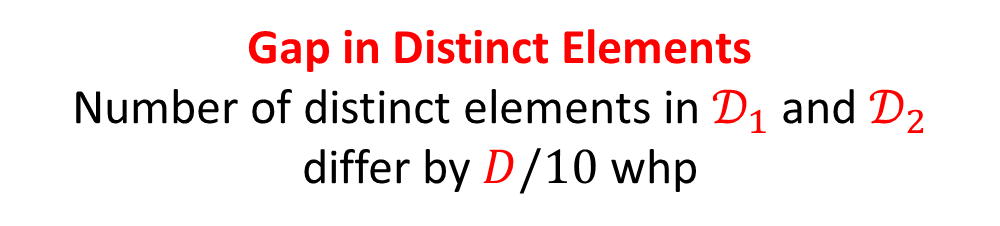 Gap in Distinct Elements
Number of distinct elements in 𝒟₁ and 𝒟₂
differ by D/10 whp